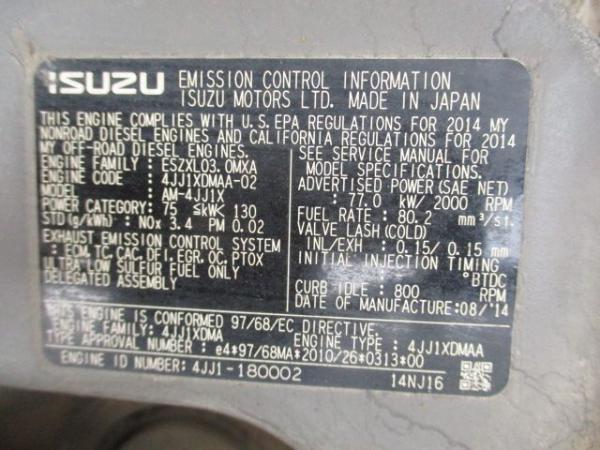 ISUZU EMISSION CONTROL INFORMATION
ISUZU MOTORS LTD. MADE IN JAPAN
THIS ENGINE COMPLIES WITH U.S. EPA REGULATIONS FOR 2014 MY
NONROAD DIESEL ENGINES AND CALIFORNIA REGULATIONS FOR 2014
MY OFF-ROAD DIESEL ENGINES.
ENGINE FAMILY : ESZXL03.0MXA
ENGINE CODE : 4JJ1XDMAA-02
MODEL : AM-4JJ1X
POWER CATEGORY: 75 ≤kW< 130
STD (g/kWh) : NOx 3.4 PM 0.02
EXHAUST EMISSION CONTROL SYSTEM
: ECM, TC, CAC, DFI, EGR, OC, PTOX
ULTRA LOW SULFUR FUEL ONLY
DELEGATED ASSEMBLY
SEE SERVICE MANUAL FOR
MODEL SPECIFICATIONS.
ADVERTISED POWER (SAE NET)
: 77.0 kW/ 2000 RPM
FUEL RATE : 80.2 mm³/st.
VALVE LASH (COLD)
INL/EXH : 0.15/ 0.15 mm
INITIAL INJECTION TIMING
: ° BTDC
CURB IDLE : 800 RPM
DATE OF MANUFACTURE: 08/'14
THIS ENGINE IS CONFORMED 97/68/EC DIRECTIVE.
ENGINE FAMILY: 4JJ1XDMA ENGINE TYPE : 4JJ1XDMAA
TYPE APPROVAL NUMBER : e4*97/68MA*2010/26*0313*00
ENGINE ID NUMBER: 4JJ1-180002 14NJ16